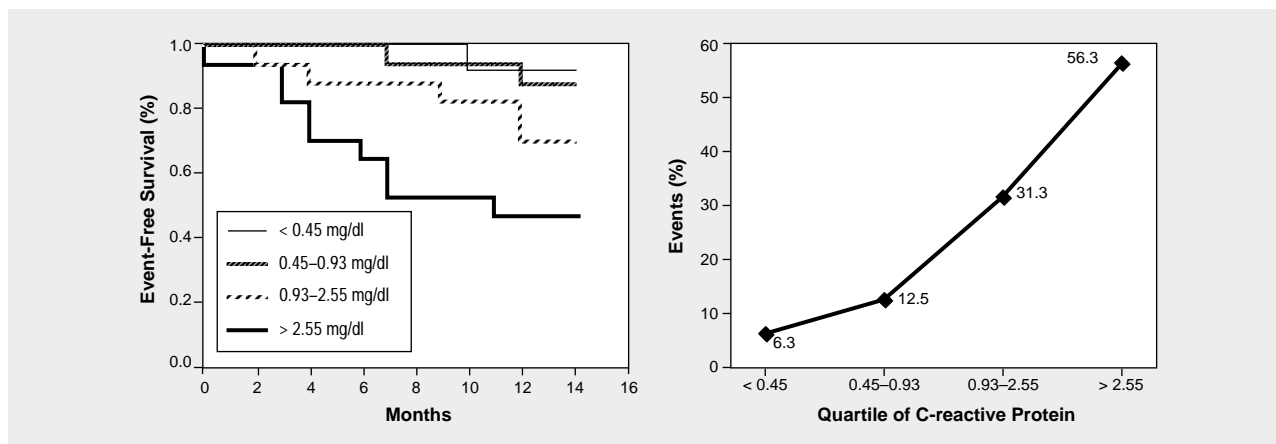 Event-Free Survival (%)
1.0
0.8
0.6
0.4
0.2
0.0
< 0.45 mg/dl
0.45–0.93 mg/dl
0.93–2.55 mg/dl
> 2.55 mg/dl
0 2 4 6 8 10 12 14 16
Months
Events (%)
60
50
40
30
20
10
0
56.3
31.3
12.5
6.3
< 0.45 0.45–0.93 0.93–2.55 > 2.55
Quartile of C-reactive Protein